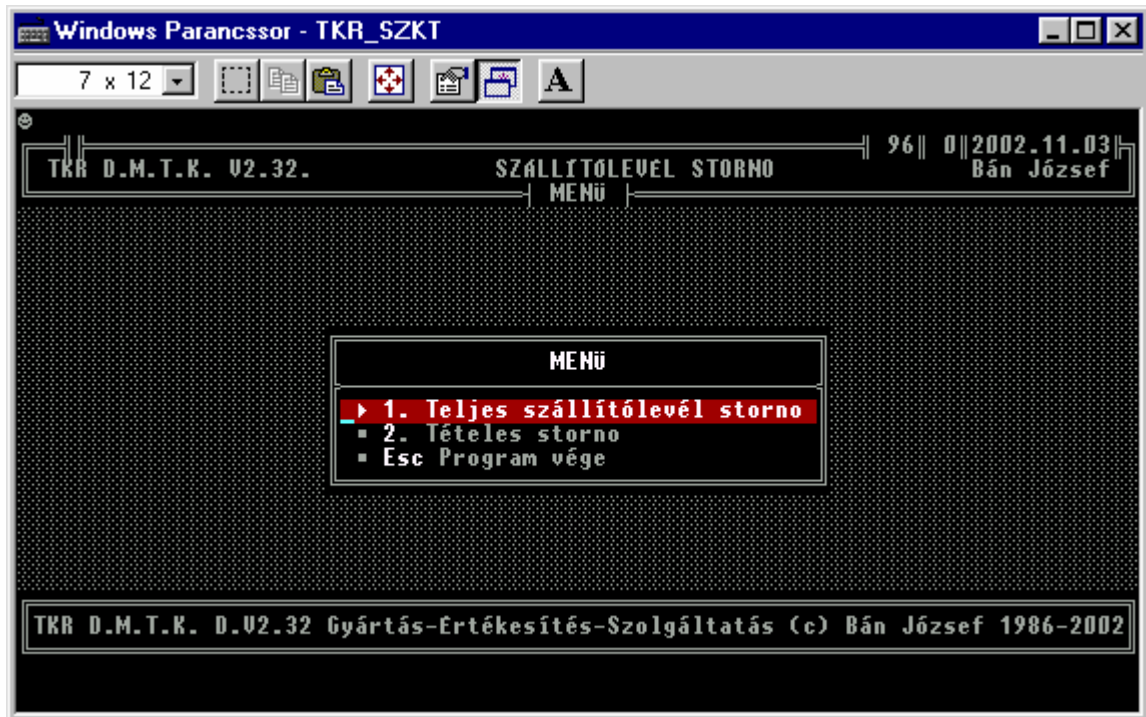 Windows Parancssor - TKR_SZKT
7 x 12
A
96 0 2002.11.03
TKR D.M.T.K. V2.32. SZÁLLÍTÓLEVÉL STORNO Bán József
MENÜ
MENÜ
1. Teljes szállítólevél storno
2. Tételes storno
Esc Program vége
TKR D.M.T.K. D.V2.32 Gyártás-Értékesítés-Szolgáltatás (c) Bán József 1986-2002